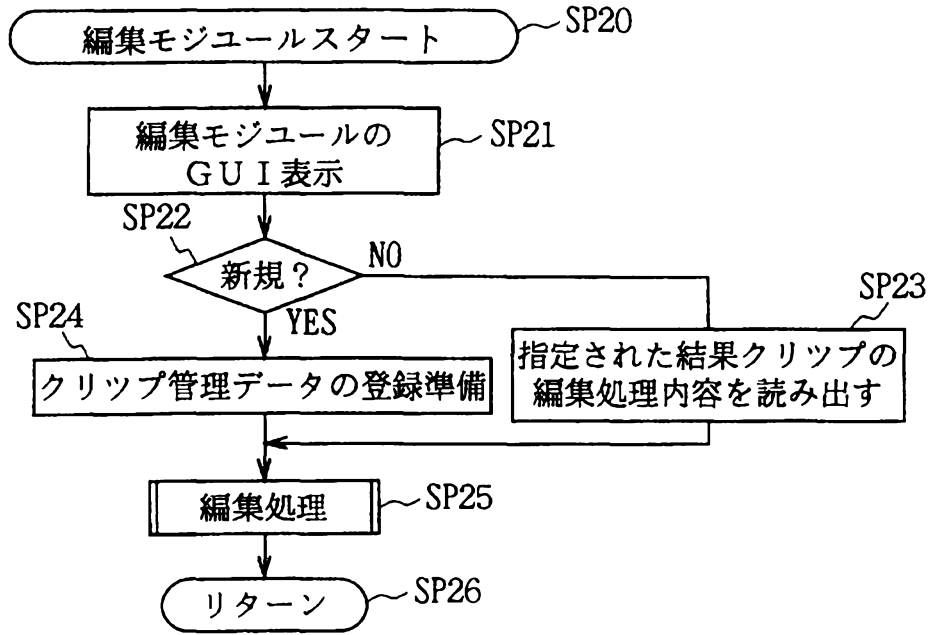 編集モジユールスタート
SP20
編集モジユールの
GUI表示
SP21
SP22
新規？
NO
YES
SP23
指定された結果クリツプの
編集処理内容を読み出す
SP24
クリツプ管理データの登録準備
編集処理
SP25
リターン
SP26